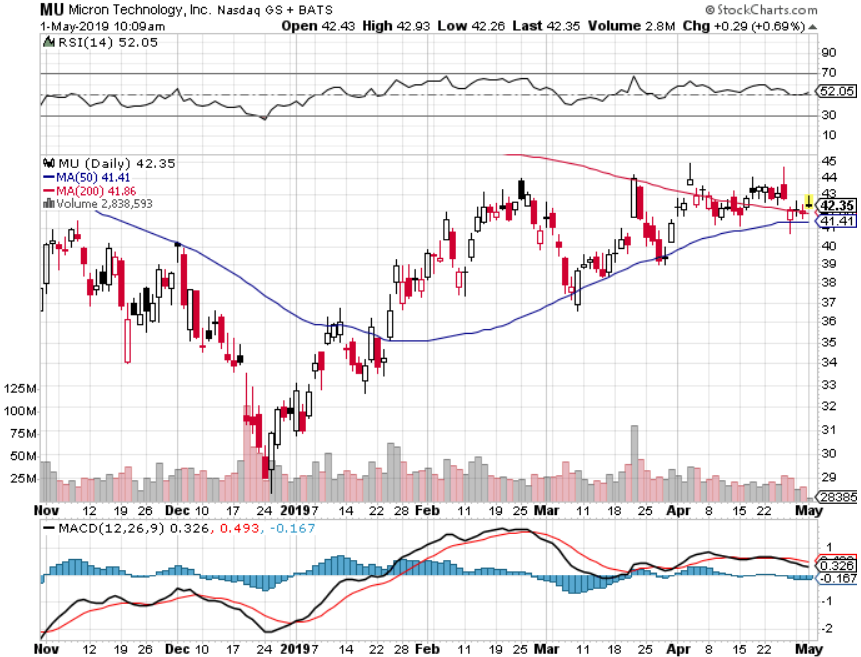 MU Micron Technology, Inc. Nasdaq GS + BATS © StockCharts.com
1-May-2019 10:09am Open 42.43 High 42.93 Low 42.26 Last 42.35 Volume 2.8M Chg +0.29 (+0.69%)
RSI(14) 52.05
90
70
52.05
30
10
MU (Daily) 42.35
MA(50) 41.41
MA(200) 41.86
Volume 2,838,593
45
44
43
42.35
41.41
40
39
38
37
36
35
34
33
32
31
30
29
125M
100M
75M
50M
25M
28385
Nov 12 19 26 Dec 10 17 24 2019 7 14 22 Feb 11 19 25 Mar 11 18 25 Apr 8 15 22 May
MACD(12,26,9) 0.326, 0.493, -0.167
1
0.326
-0.167
-1
-2
Nov 12 19 26 Dec 10 17 24 2019 7 14 22 Feb 11 19 25 Mar 11 18 25 Apr 8 15 22 May